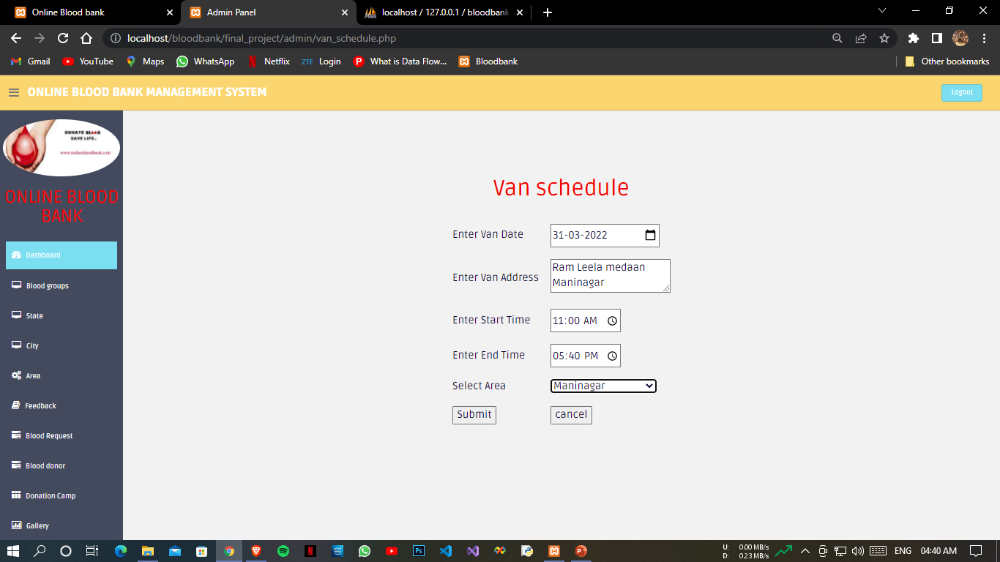 Online Blood bank
Admin Panel
localhost / 127.0.0.1 / bloodbank
localhost/bloodbank/final_project/admin/van_schedule.php
Gmail
YouTube
Maps
WhatsApp
Netflix
ZTE Login
What is Data Flow...
Bloodbank
Other bookmarks
ONLINE BLOOD BANK MANAGEMENT SYSTEM
Logout
DONATE BLOOD
SAVE LIFE..
www.indianbloodbank.com
ONLINE BLOOD
BANK
Dashboard
Blood groups
State
City
Area
Feedback
Blood Request
Blood donor
Donation Camp
Gallery
Van schedule
Enter Van Date
31-03-2022
Enter Van Address
Ram Leela medaan
Maninagar
Enter Start Time
11:00 AM
Enter End Time
05:40 PM
Select Area
Maninagar
Submit
cancel
U: 0.00 MB/s
D: 0.23 MB/s
ENG
04:40 AM